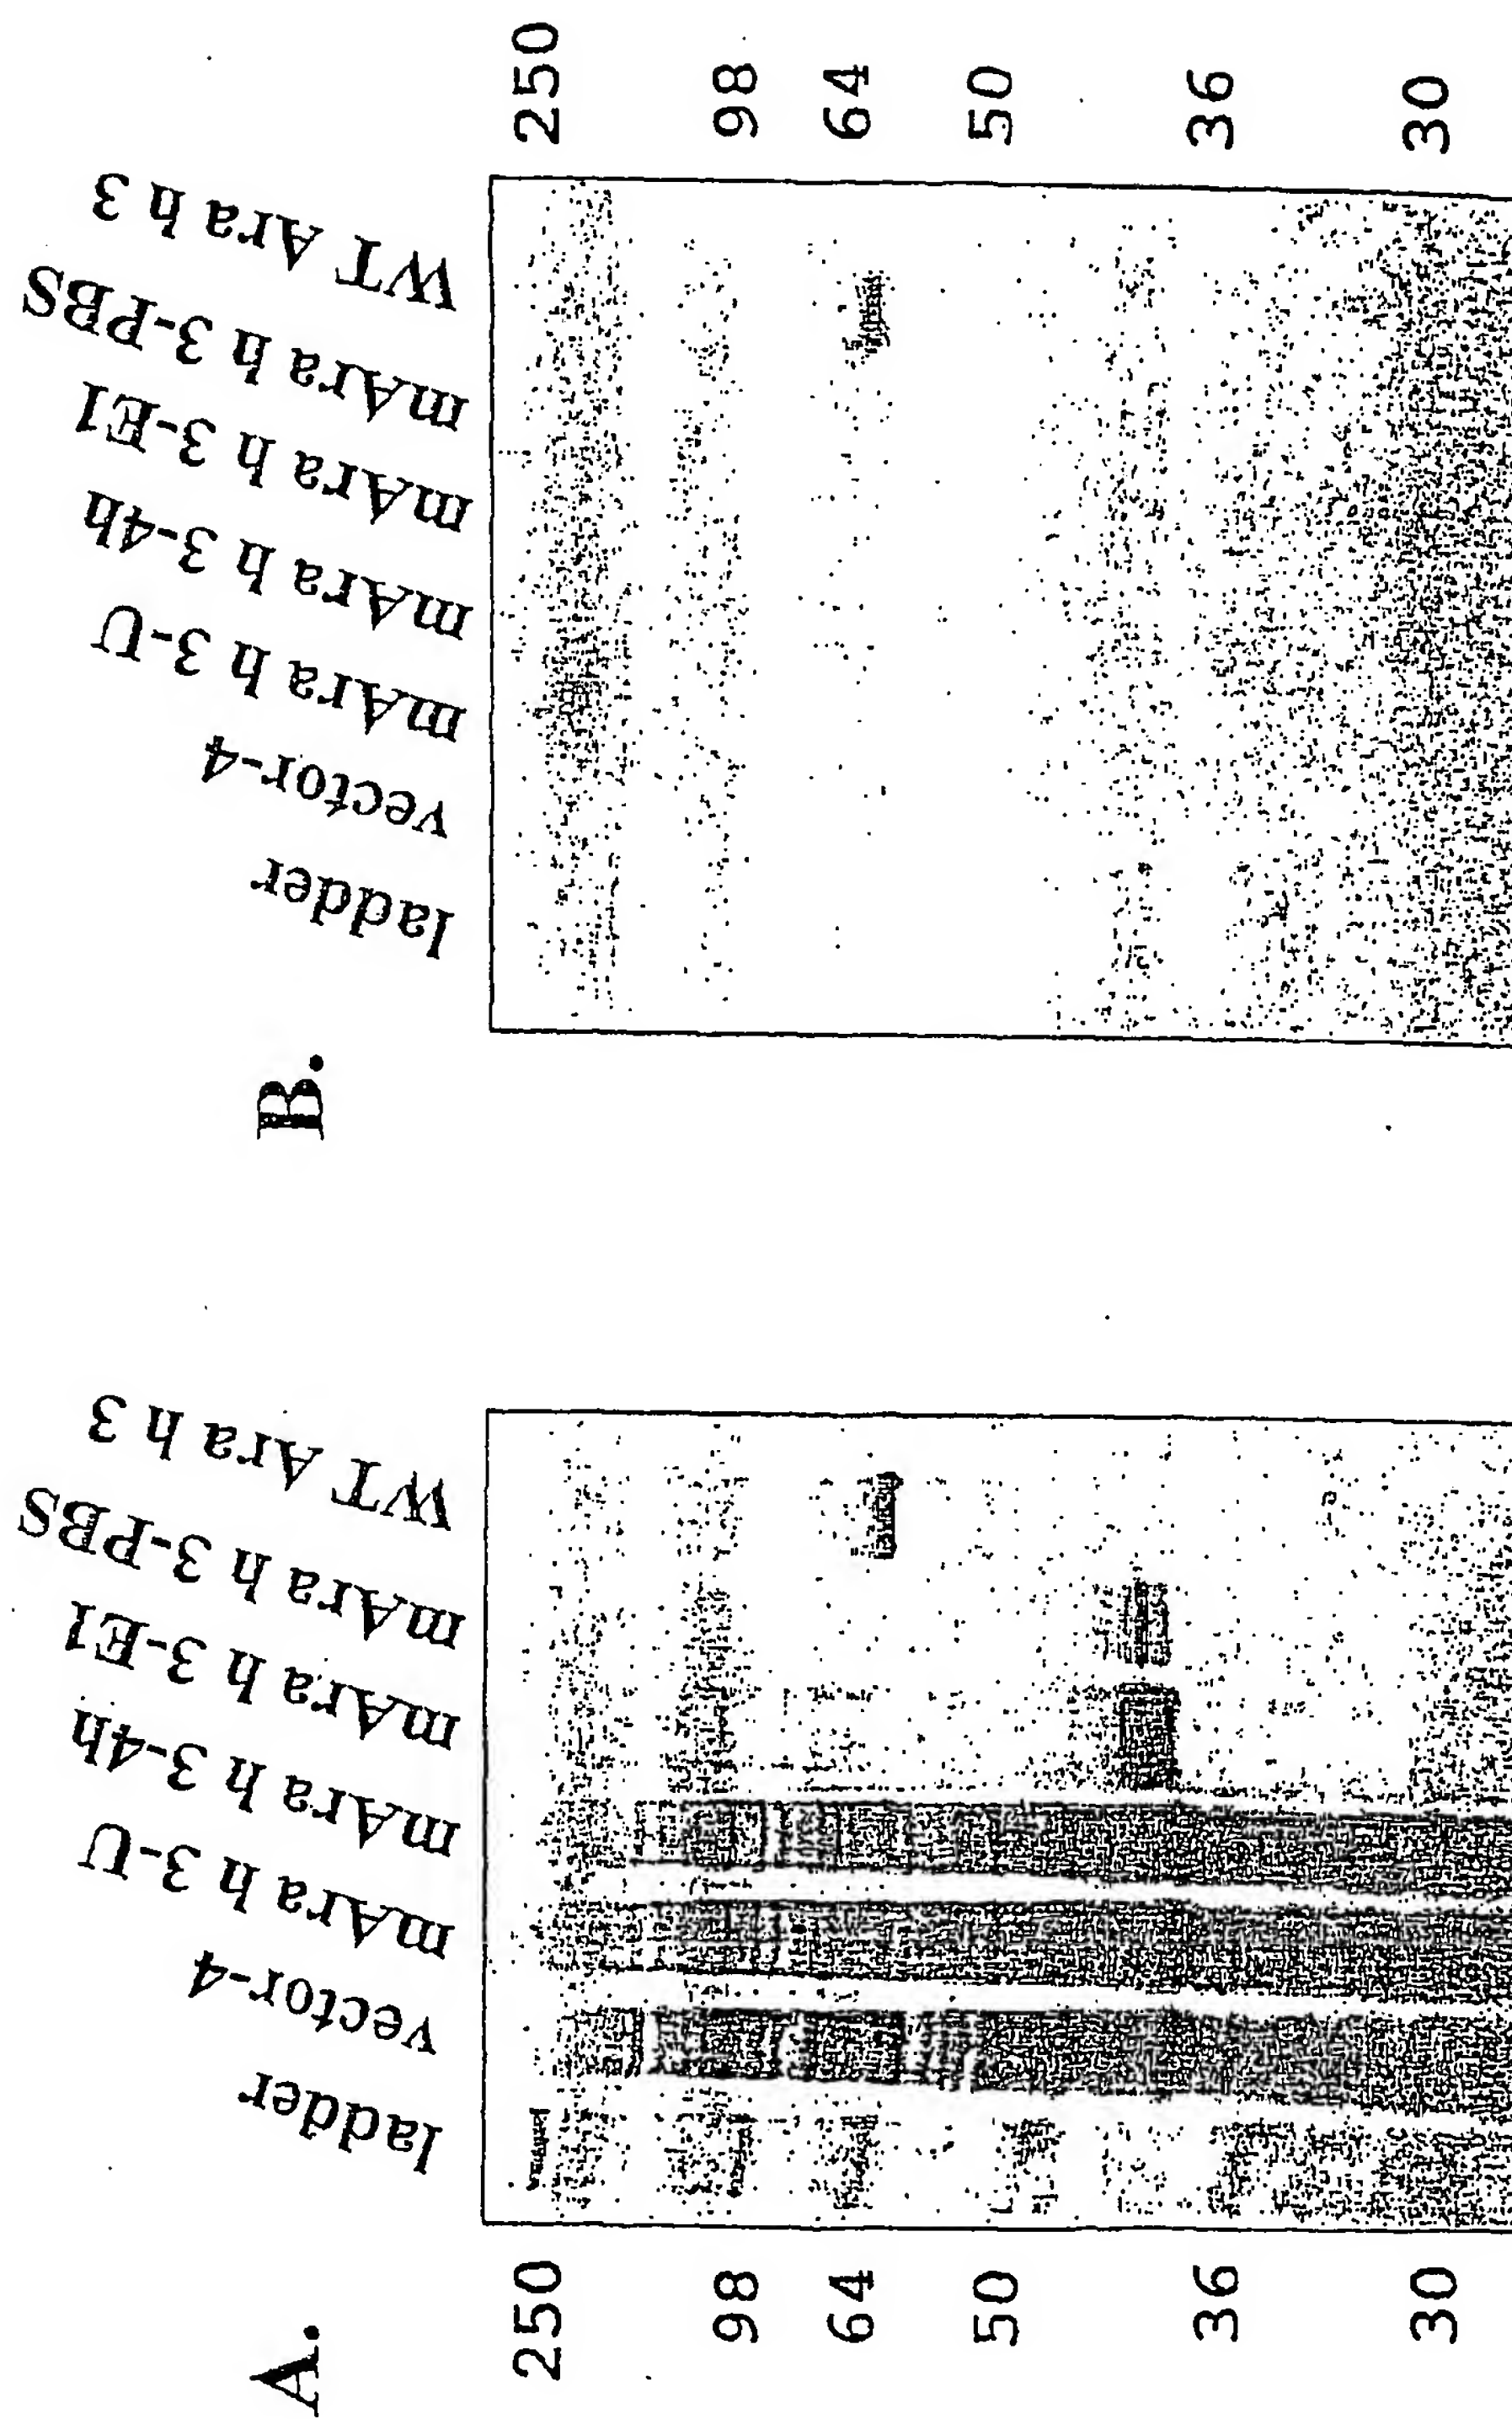 A.
ladder
vector-4
mAra h 3-U
mAra h 3-4h
mAra h 3-E1
mAra h 3-PBS
WT Ara h 3
250
98
64
50
36
30
B.
ladder
vector-4
mAra h 3-U
mAra h 3-4h
mAra h 3-E1
mAra h 3-PBS
WT Ara h 3
250
98
64
50
36
30